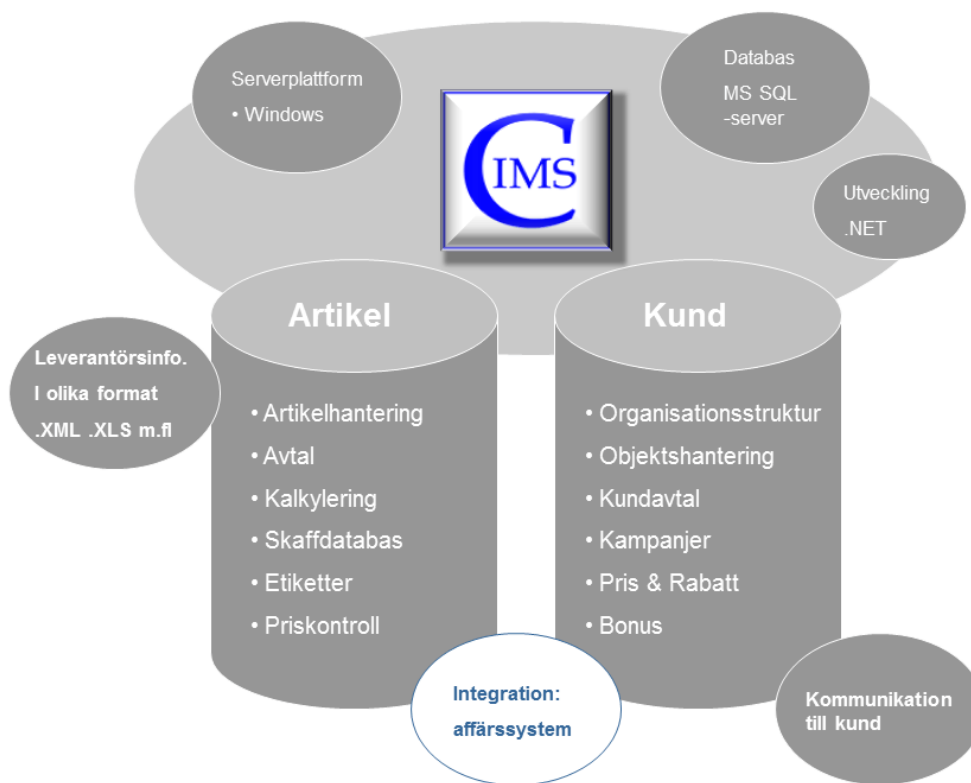 Serverplattform
• Windows
Databas
MS SQL
-server
Utveckling
.NET
CIMS
Artikel
Kund
Leverantörsinfo.
I olika format
.XML .XLS m.fl
• Artikelhantering
• Avtal
• Kalkylering
• Skaffdatabas
• Etiketter
• Priskontroll
• Organisationsstruktur
• Objektshantering
• Kundavtal
• Kampanjer
• Pris & Rabatt
• Bonus
Integration:
affärssystem
Kommunikation
till kund